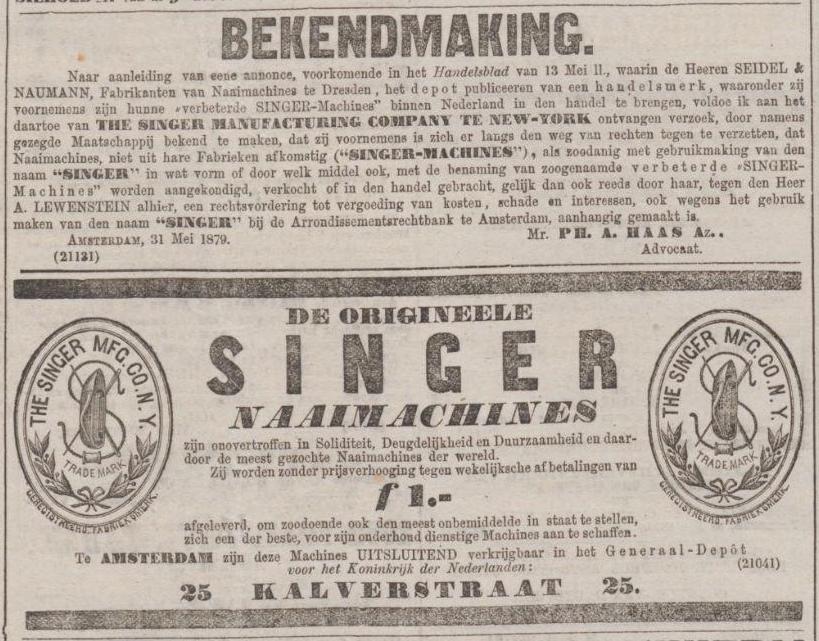 BEKENDMAKING.
Naar aanleiding van eene annonce, voorkomende in het Handelsblad van 13 Mei ll., waarin de Heeren SEIDEL &
NAUMANN, Fabrikanten van Naaimachines te Dresden, het depot publiceeren van een handelsmerk, waaronder zij
voornemens zijn hunne „verbeterde SINGER-Machines” binnen Nederland in den handel te brengen, voldoe ik aan het
daartoe van THE SINGER MANUFACTURING COMPANY TE NEW-YORK ontvangen verzoek, door namens
gezegde Maatschappij bekend te maken, dat zij voornemens is zich er langs den weg van rechten tegen te verzetten, dat
Naaimachines, niet uit hare Fabrieken afkomstig (“SINGER-MACHINES”), als zoodanig met gebruikmaking van den
naam “SINGER” in wat vorm of door welk middel ook, met de benaming van zoogenaamde verbeterde „SINGER-
Machines” worden aangekondigd, verkocht of in den handel gebracht, gelijk dan ook reeds door haar, tegen den Heer
A. LEWENSTEIN alhier, een rechtsvordering tot vergoeding van kosten, schade en interessen, ook wegens het gebruik
maken van den naam “SINGER” bij de Arrondissementsrechtbank te Amsterdam, aanhangig gemaakt is.
AMSTERDAM, 31 Mei 1879. Mr. PH. A. HAAS Az..
(21131) Advocaat.
DE ORIGINEELE
SINGER
NAAIMACHINES
zijn onovertroffen in Soliditeit, Deugdelijkheid en Duurzaamheid en daar-
door de meest gezochte Naaimachines der wereld.
Zij worden zonder prijsverhooging tegen wekelijksche afbetalingen van
f 1.-
afgeleverd, om zoodoende ook den meest onbemiddelde in staat te stellen,
zich een der beste, voor zijn onderhoud dienstige Machines aan te schaffen.
Te AMSTERDAM zijn deze Machines UITSLUITEND verkrijgbaar in het Generaal-Depôt
voor het Koninkrijk der Nederlanden: (21041)
25 KALVERSTRAAT 25.
THE SINGER MFG. CO. N.Y.
TRADE MARK
GEREGISTREERD FABRIEKSMERK.
THE SINGER MFG. CO. N.Y.
TRADE MARK
GEREGISTREERD FABRIEKSMERK.